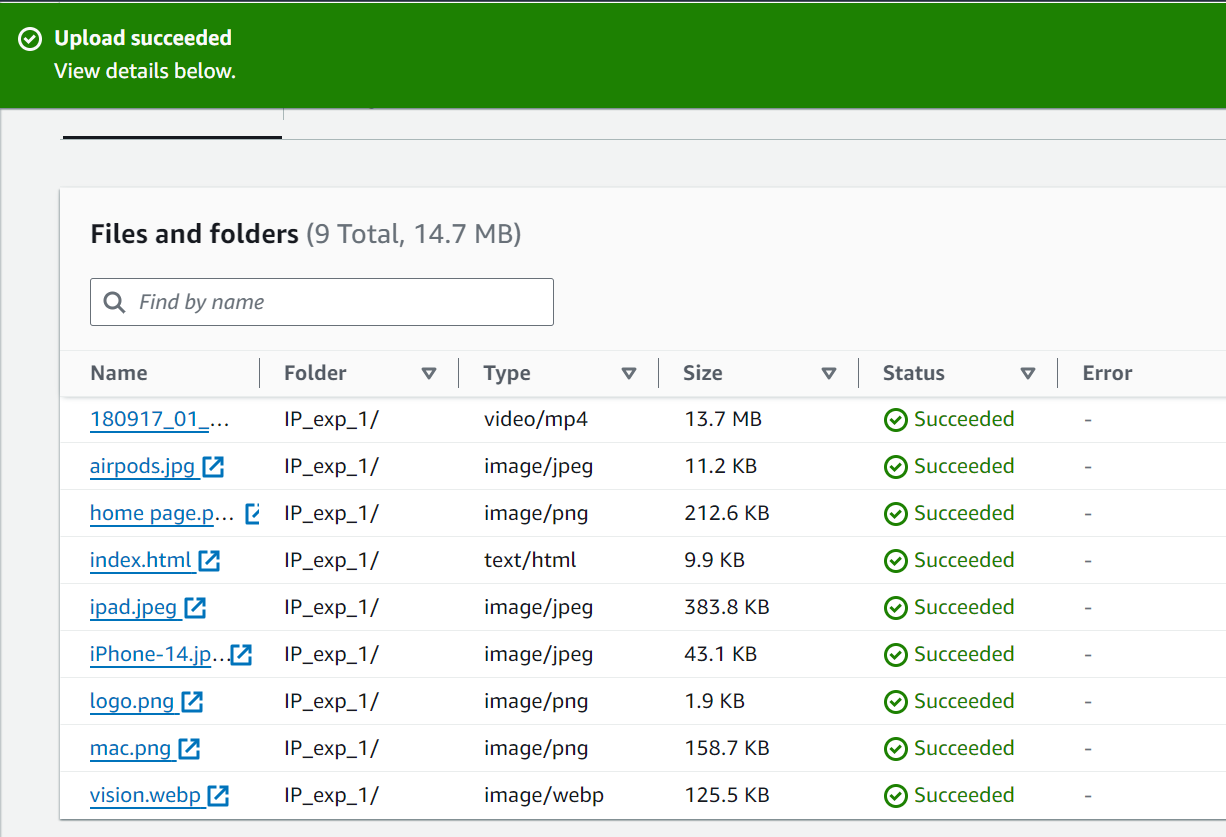 Upload succeeded
View details below.
Files and folders (9 Total, 14.7 MB)
Find by name
Name Folder Type Size Status Error
180917_01_... IP_exp_1/ video/mp4 13.7 MB Succeeded -
airpods.jpg IP_exp_1/ image/jpeg 11.2 KB Succeeded -
home page.p... IP_exp_1/ image/png 212.6 KB Succeeded -
index.html IP_exp_1/ text/html 9.9 KB Succeeded -
ipad.jpeg IP_exp_1/ image/jpeg 383.8 KB Succeeded -
iPhone-14.jp... IP_exp_1/ image/jpeg 43.1 KB Succeeded -
logo.png IP_exp_1/ image/png 1.9 KB Succeeded -
mac.png IP_exp_1/ image/png 158.7 KB Succeeded -
vision.webp IP_exp_1/ image/webp 125.5 KB Succeeded -